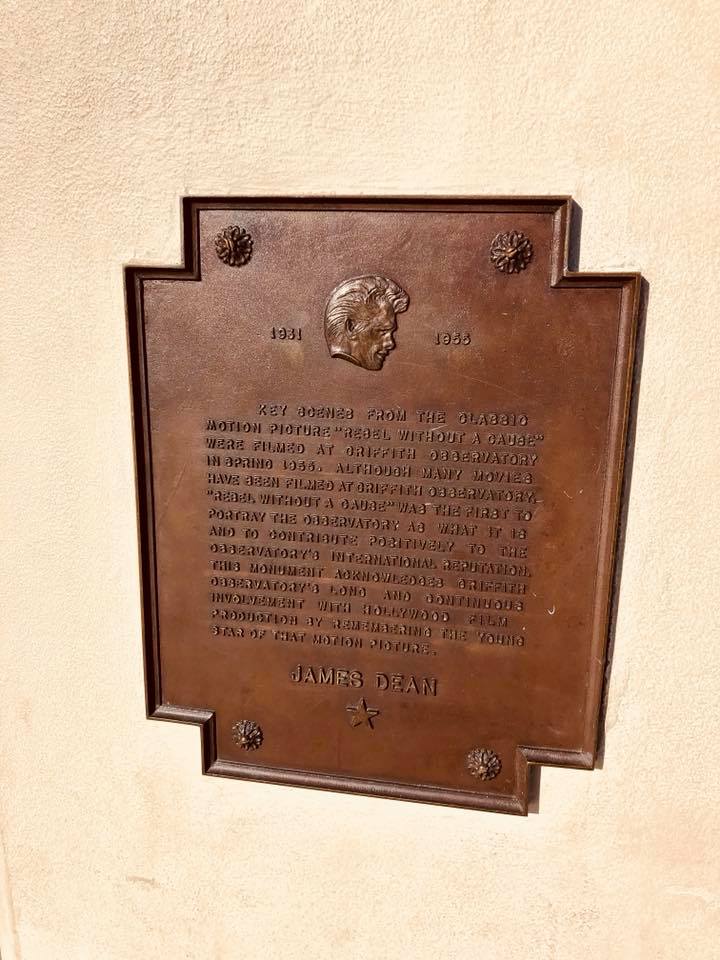 1931 1955
KEY SCENES FROM THE CLASSIC
MOTION PICTURE "REBEL WITHOUT A CAUSE"
WERE FILMED AT GRIFFITH OBSERVATORY
IN SPRING 1955. ALTHOUGH MANY MOVIES
HAVE BEEN FILMED AT GRIFFITH OBSERVATORY,
"REBEL WITHOUT A CAUSE" WAS THE FIRST TO
PORTRAY THE OBSERVATORY AS WHAT IT IS
AND TO CONTRIBUTE POSITIVELY TO THE
OBSERVATORY'S INTERNATIONAL REPUTATION.
THIS MONUMENT ACKNOWLEDGES GRIFFITH
OBSERVATORY'S LONG AND CONTINUOUS
INVOLVEMENT WITH HOLLYWOOD FILM
PRODUCTION BY REMEMBERING THE YOUNG
STAR OF THAT MOTION PICTURE.
JAMES DEAN